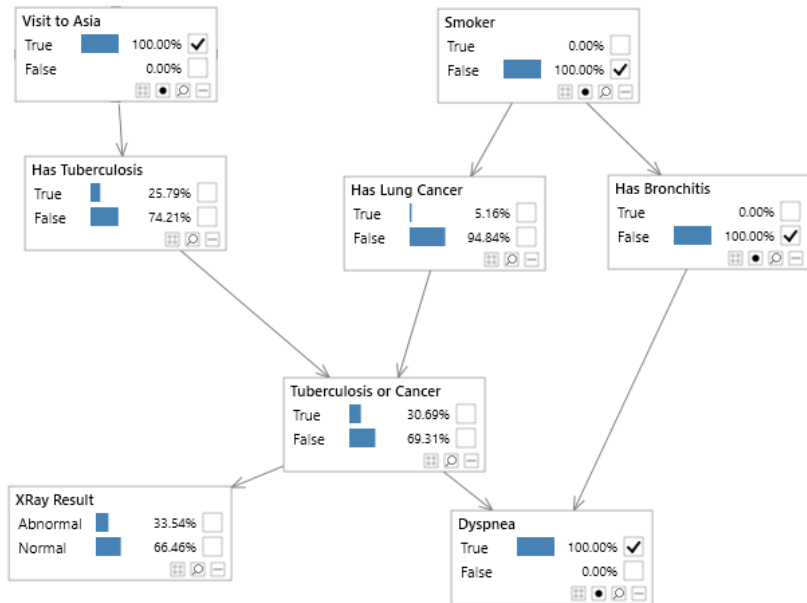 Visit to Asia
True 100.00%
False 0.00%
Smoker
True 0.00%
False 100.00%
Has Tuberculosis
True 25.79%
False 74.21%
Has Lung Cancer
True 5.16%
False 94.84%
Has Bronchitis
True 0.00%
False 100.00%
Tuberculosis or Cancer
True 30.69%
False 69.31%
XRay Result
Abnormal 33.54%
Normal 66.46%
Dyspnea
True 100.00%
False 0.00%